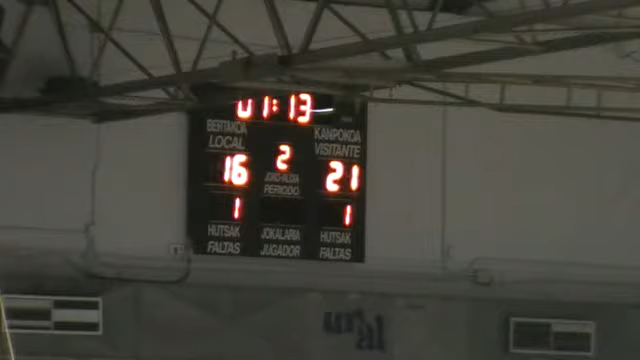 01:13
BERTAKOA KANPOKOA
LOCAL VISITANTE
16 2 21
JOKO-ALDIA
PERIODO
1 1
HUTSAK JOKALARIA HUTSAK
FALTAS JUGADOR FALTAS